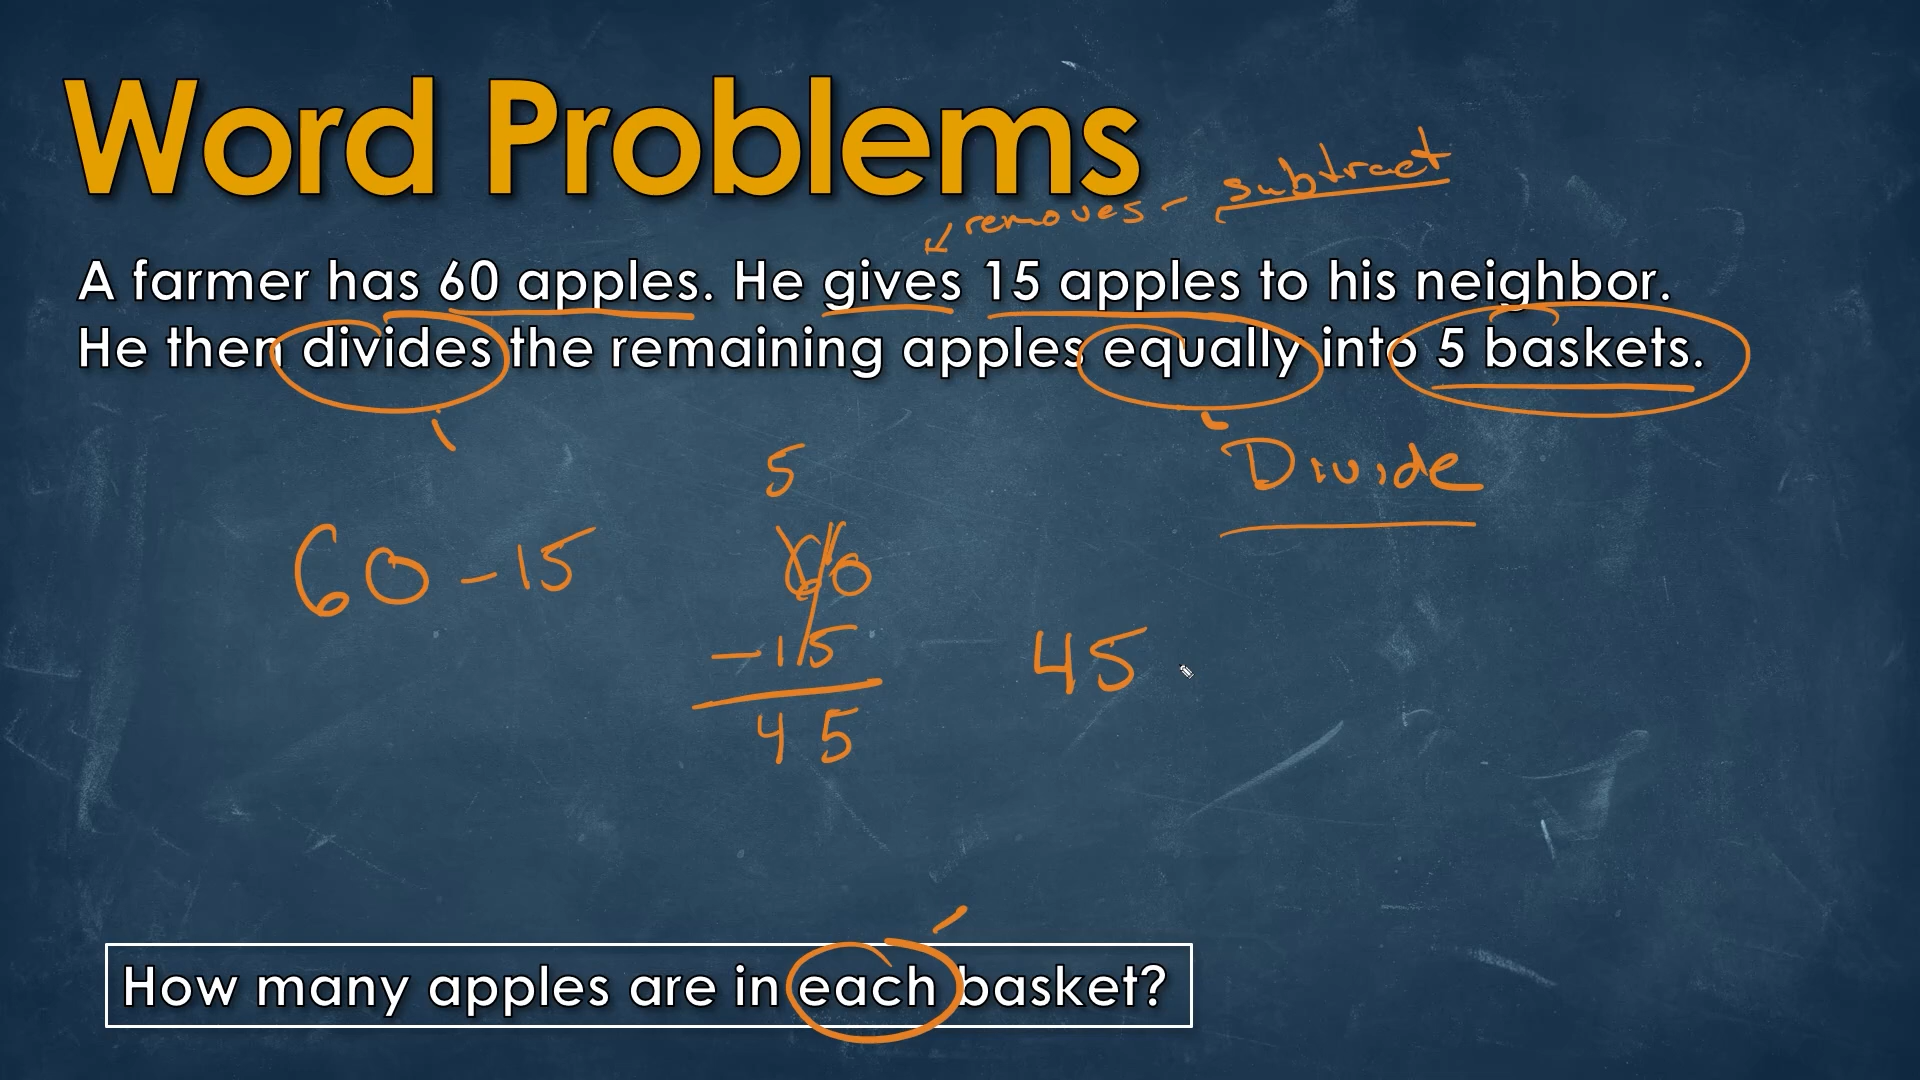 Word Problems
removes - subtract
A farmer has 60 apples. He gives 15 apples to his neighbor.
He then divides the remaining apples equally into 5 baskets.
Divide
5
60 - 15
60
- 15
45
45
How many apples are in each basket?